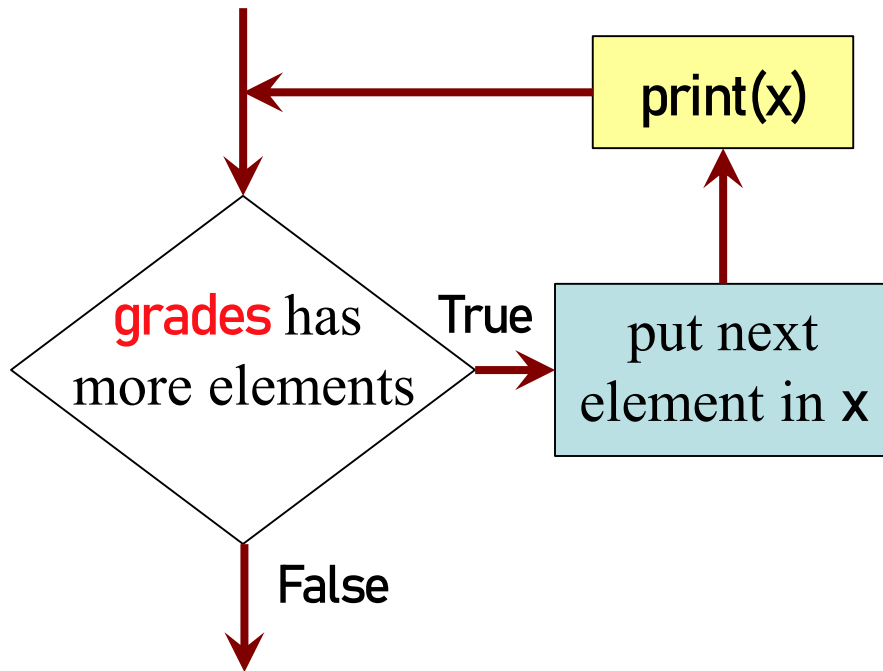 print(x)
grades has
more elements
True
put next
element in x
False